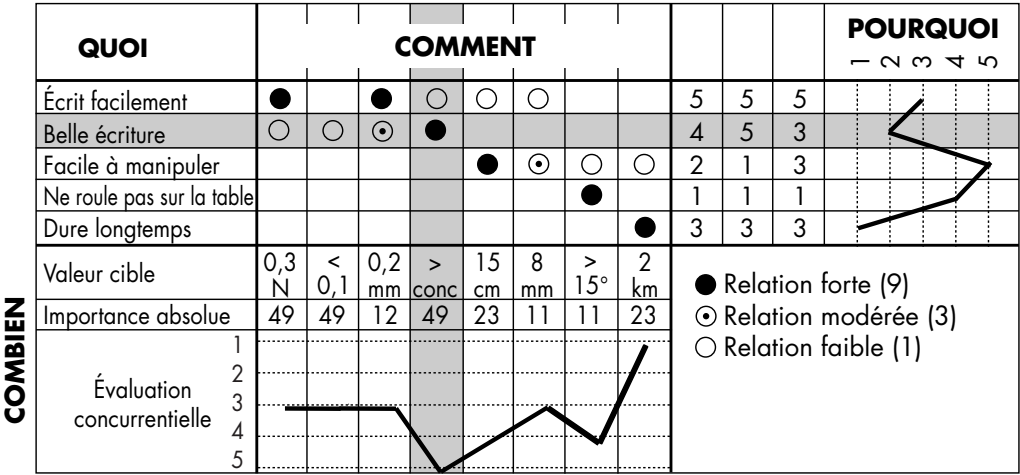 QUOI COMMENT POURQUOI
1 2 3 4 5
Écrit facilement 5 5 5
Belle écriture 4 5 3
Facile à manipuler 2 1 3
Ne roule pas sur la table 1 1 1
Dure longtemps 3 3 3
COMBIEN
Valeur cible 0,3 N < 0,1 0,2 mm > conc 15 cm 8 mm > 15° 2 km
Importance absolue 49 49 12 49 23 11 11 23
Évaluation concurrentielle
1
2
3
4
5
Relation forte (9)
Relation modérée (3)
Relation faible (1)